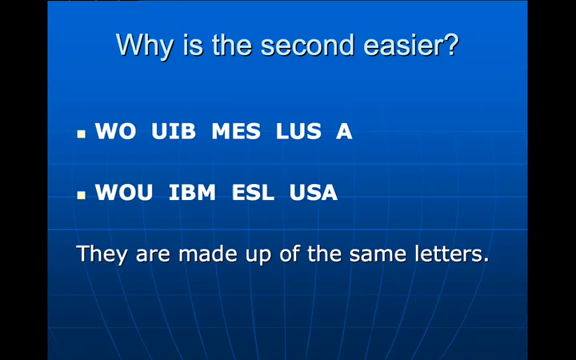 Why is the second easier?
WO UIB MES LUS A
WOU IBM ESL USA
They are made up of the same letters.